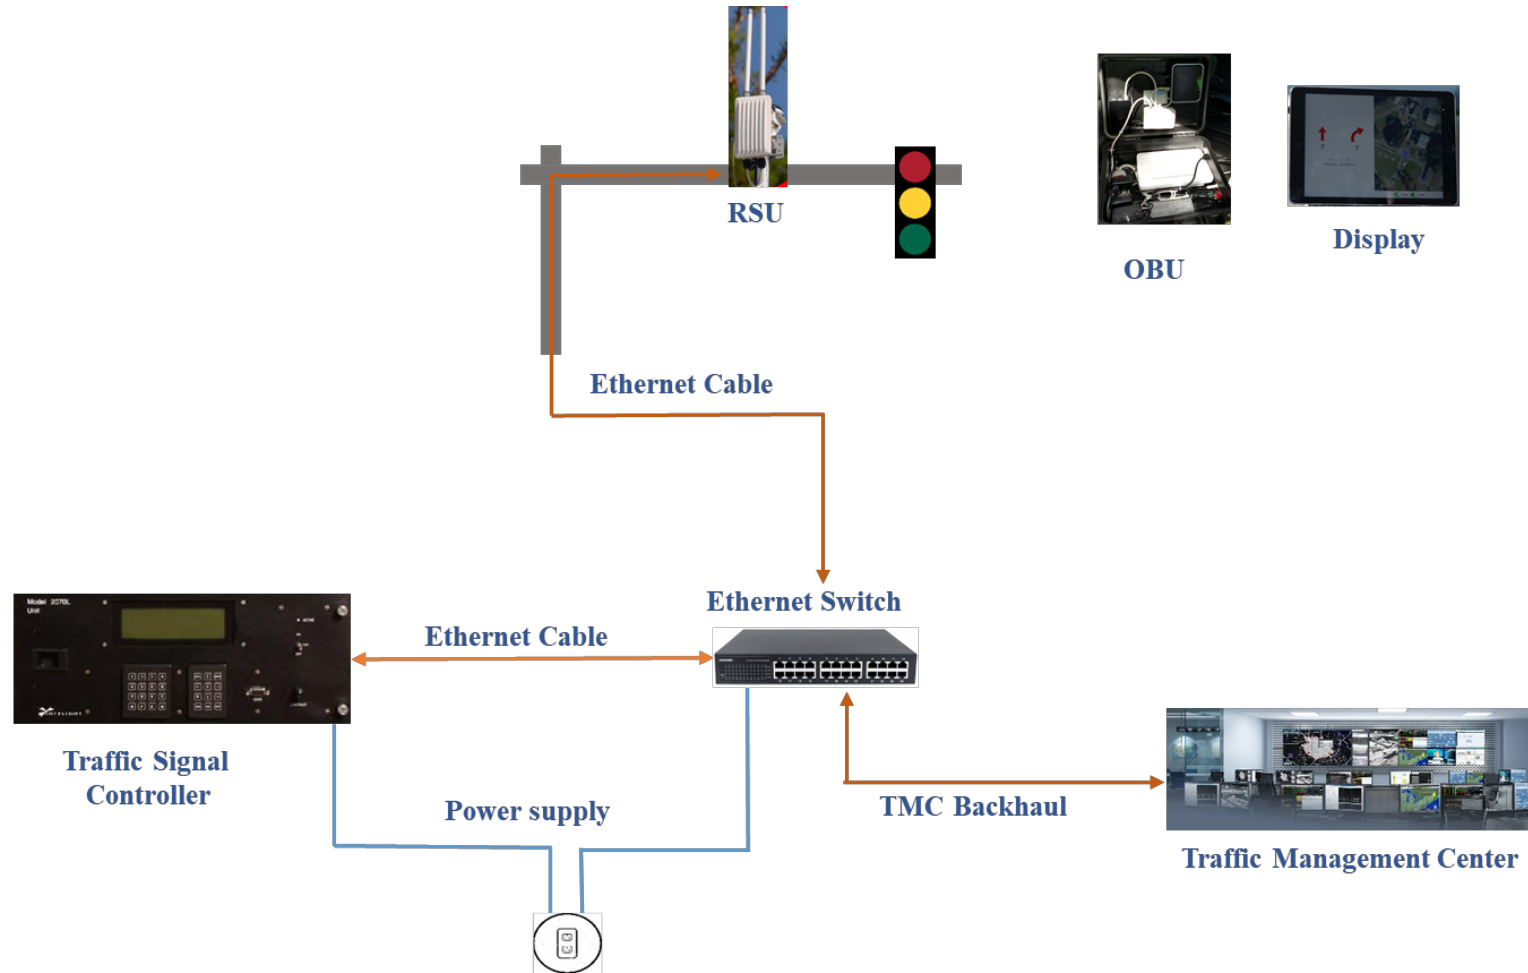 RSU
OBU
Display
Ethernet Cable
Ethernet Switch
Model 2070L
Unit
Ethernet Cable
Traffic Signal
Controller
Power supply
TMC Backhaul
Traffic Management Center